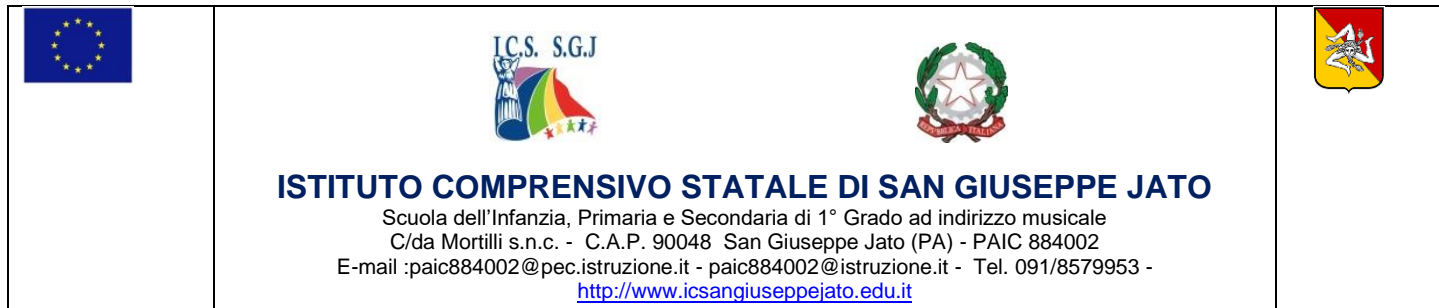 I.C.S. S.G.J
REPVBBLICA ITALIANA
ISTITUTO COMPRENSIVO STATALE DI SAN GIUSEPPE JATO
Scuola dell'Infanzia, Primaria e Secondaria di 1° Grado ad indirizzo musicale
C/da Mortilli s.n.c. - C.A.P. 90048 San Giuseppe Jato (PA) - PAIC 884002
E-mail :paic884002@pec.istruzione.it - paic884002@istruzione.it - Tel. 091/8579953 -
http://www.icsangiuseppejato.edu.it